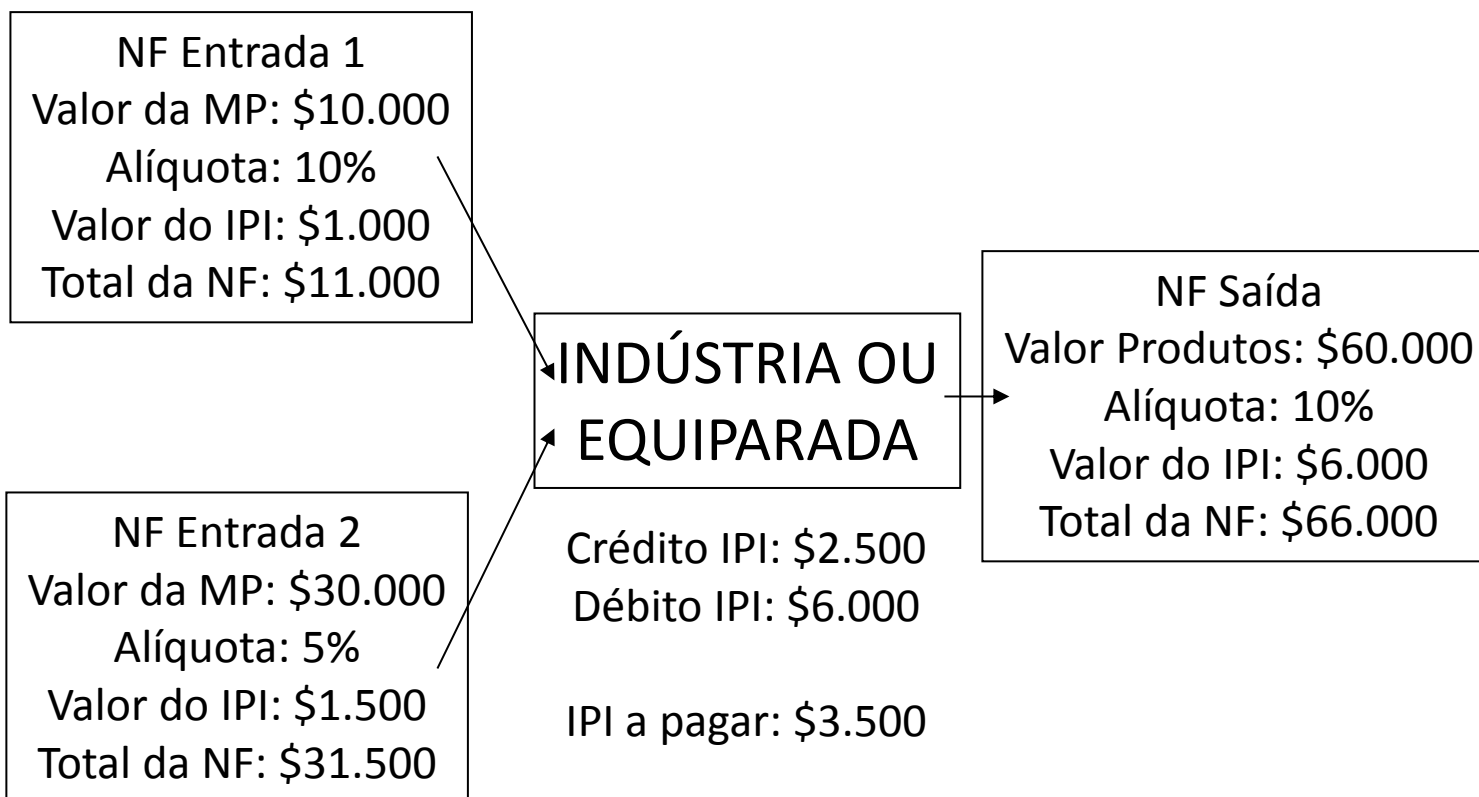 NF Entrada 1
Valor da MP: $10.000
Alíquota: 10%
Valor do IPI: $1.000
Total da NF: $11.000
NF Entrada 2
Valor da MP: $30.000
Alíquota: 5%
Valor do IPI: $1.500
Total da NF: $31.500
INDÚSTRIA OU
EQUIPARADA
Crédito IPI: $2.500
Débito IPI: $6.000
IPI a pagar: $3.500
NF Saída
Valor Produtos: $60.000
Alíquota: 10%
Valor do IPI: $6.000
Total da NF: $66.000